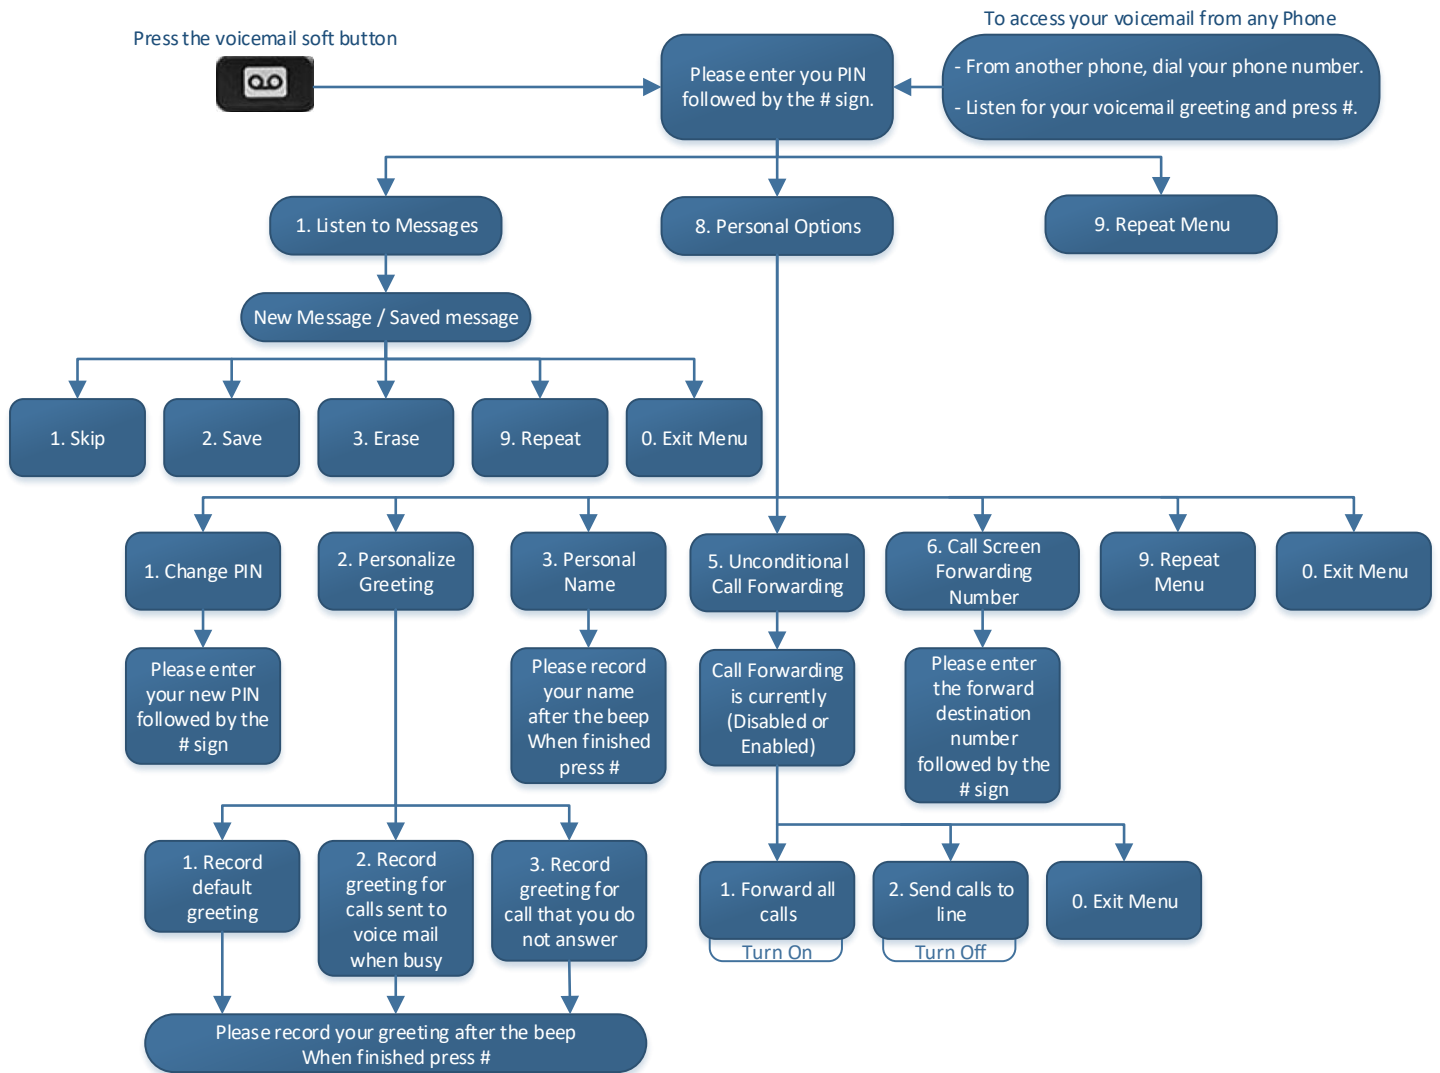 Press the voicemail soft button
To access your voicemail from any Phone
Please enter you PIN
followed by the # sign.
- From another phone, dial your phone number.
- Listen for your voicemail greeting and press #.
1. Listen to Messages
8. Personal Options
9. Repeat Menu
New Message / Saved message
1. Skip
2. Save
3. Erase
9. Repeat
0. Exit Menu
1. Change PIN
2. Personalize
Greeting
3. Personal
Name
5. Unconditional
Call Forwarding
6. Call Screen
Forwarding
Number
9. Repeat
Menu
0. Exit Menu
Please enter
your new PIN
followed by the
# sign
Please record
your name
after the beep
When finished
press #
Call Forwarding
is currently
(Disabled or
Enabled)
Please enter
the forward
destination
number
followed by the
# sign
1. Record
default
greeting
2. Record
greeting for
calls sent to
voice mail
when busy
3. Record
greeting for
call that you do
not answer
1. Forward all
calls
Turn On
2. Send calls to
line
Turn Off
0. Exit Menu
Please record your greeting after the beep
When finished press #